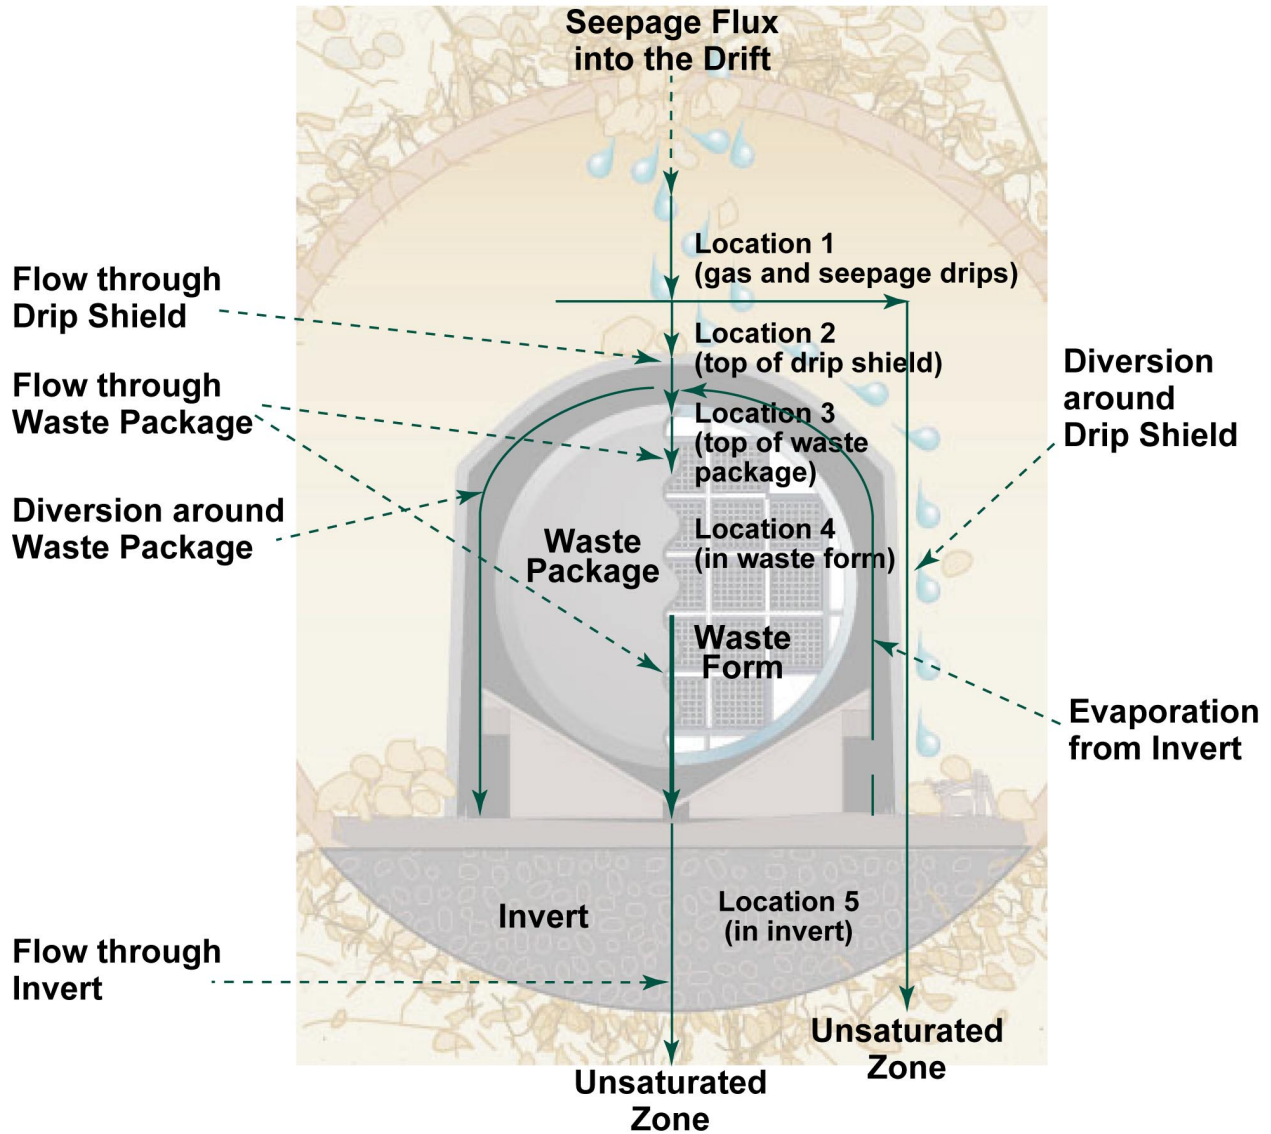 Seepage Flux
into the Drift
Location 1
(gas and seepage drips)
Flow through
Drip Shield
Location 2
(top of drip shield)
Diversion
around
Drip Shield
Flow through
Waste Package
Location 3
(top of waste
package)
Diversion around
Waste Package
Waste
Package
Location 4
(in waste form)
Waste
Form
Evaporation
from Invert
Invert
Location 5
(in invert)
Flow through
Invert
Unsaturated
Zone
Unsaturated
Zone